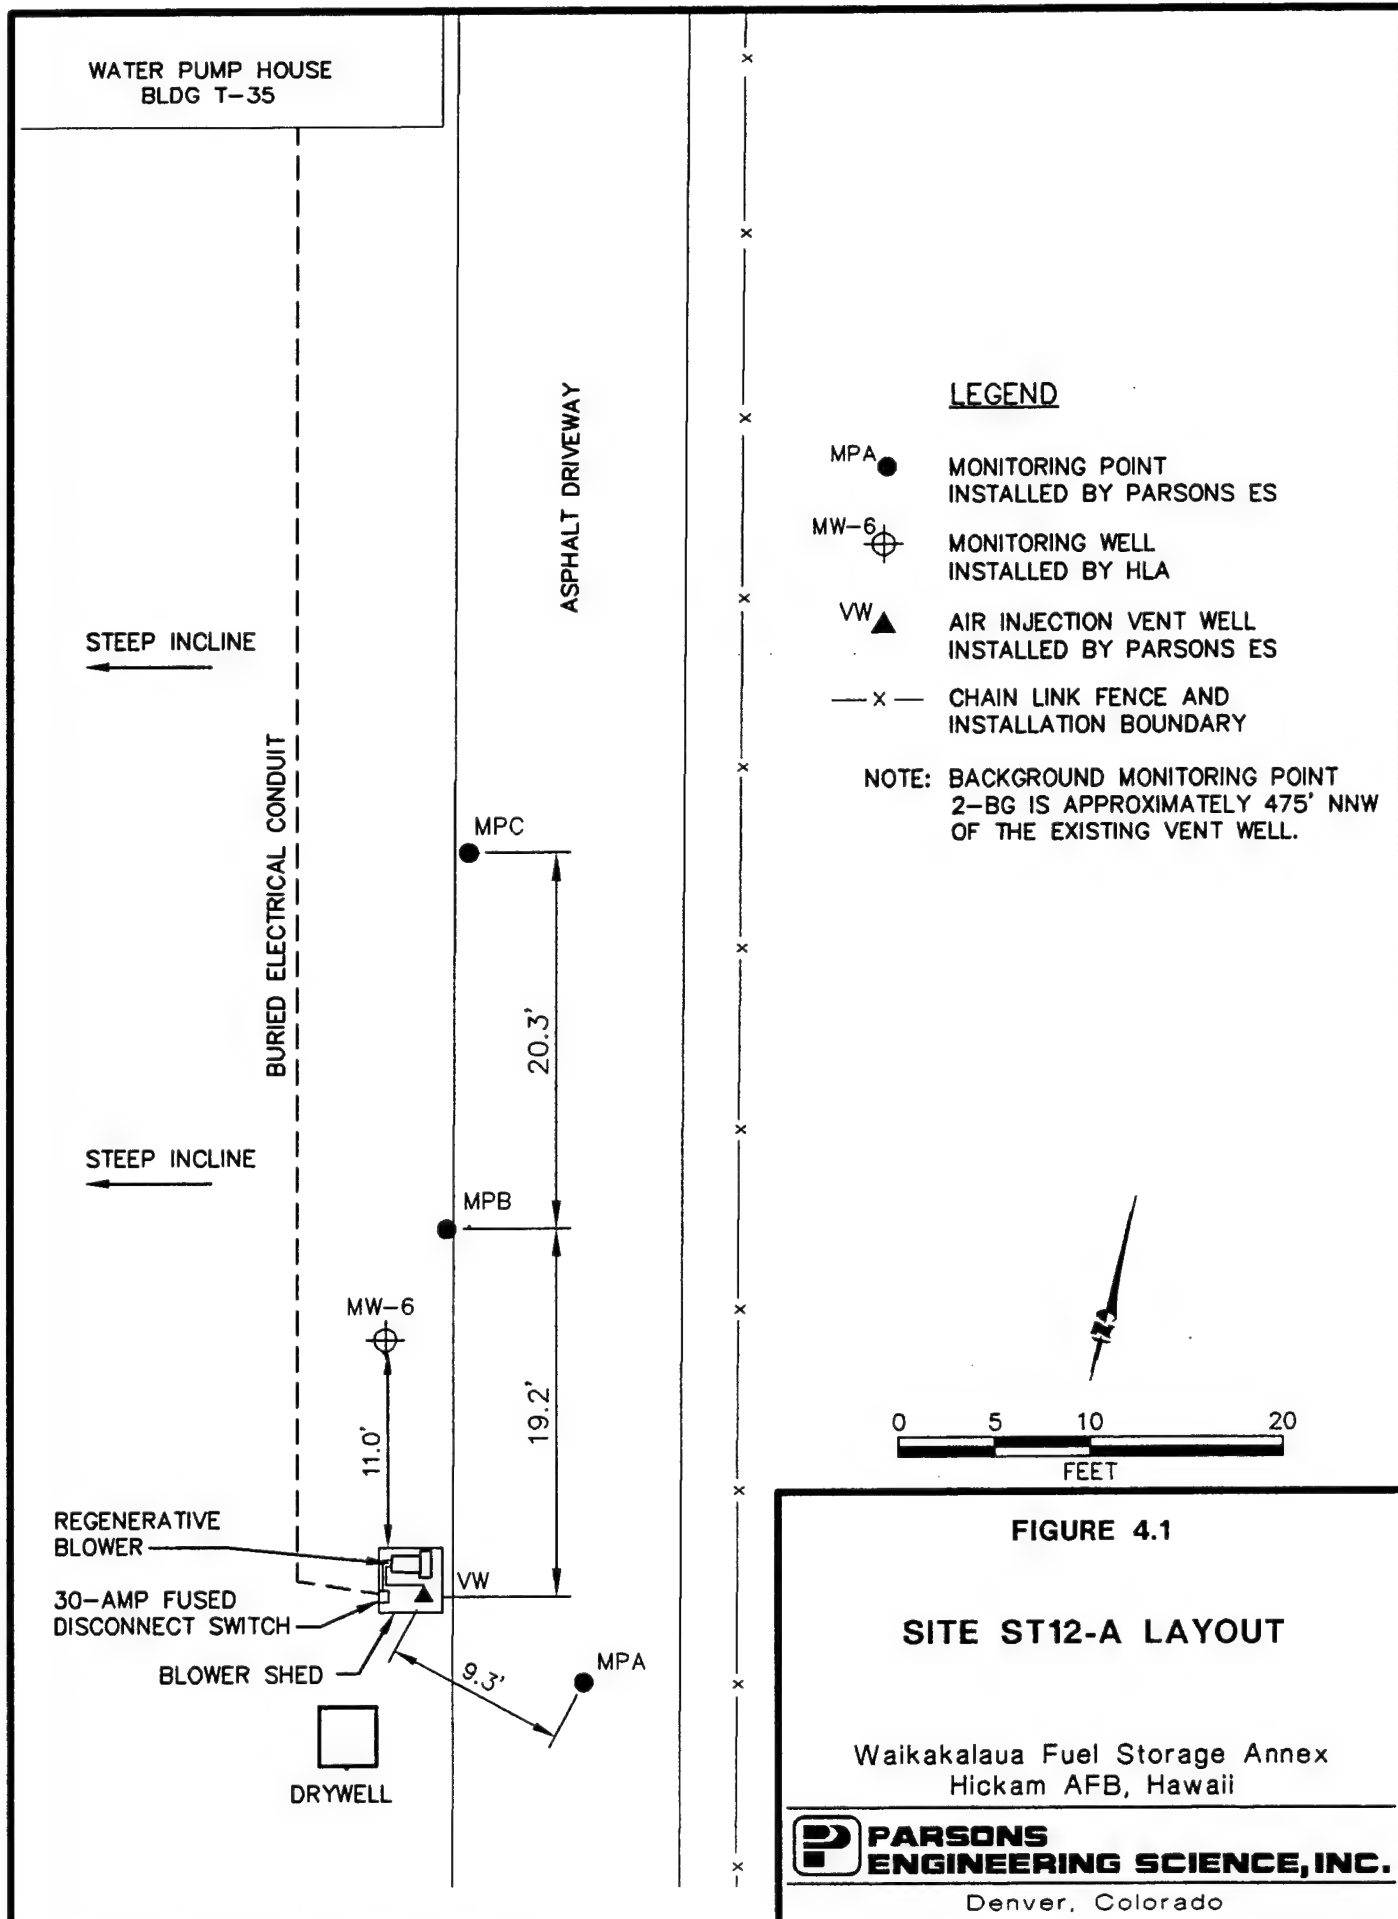 WATER PUMP HOUSE
BLDG T-35
ASPHALT DRIVEWAY
LEGEND
MPA
MONITORING POINT
INSTALLED BY PARSONS ES
MW-6
MONITORING WELL
INSTALLED BY HLA
VW
AIR INJECTION VENT WELL
INSTALLED BY PARSONS ES
— x —
CHAIN LINK FENCE AND
INSTALLATION BOUNDARY
NOTE: BACKGROUND MONITORING POINT
2-BG IS APPROXIMATELY 475' NNW
OF THE EXISTING VENT WELL.
STEEP INCLINE
BURIED ELECTRICAL CONDUIT
MPC
20.3'
STEEP INCLINE
MPB
MW-6
19.2'
11.0'
N
0 5 10 20
FEET
REGENERATIVE
BLOWER
VW
30-AMP FUSED
DISCONNECT SWITCH
BLOWER SHED
9.3'
MPA
DRYWELL
FIGURE 4.1
SITE ST12-A LAYOUT
Waikakalaua Fuel Storage Annex
Hickam AFB, Hawaii
PARSONS
ENGINEERING SCIENCE, INC.
Denver, Colorado